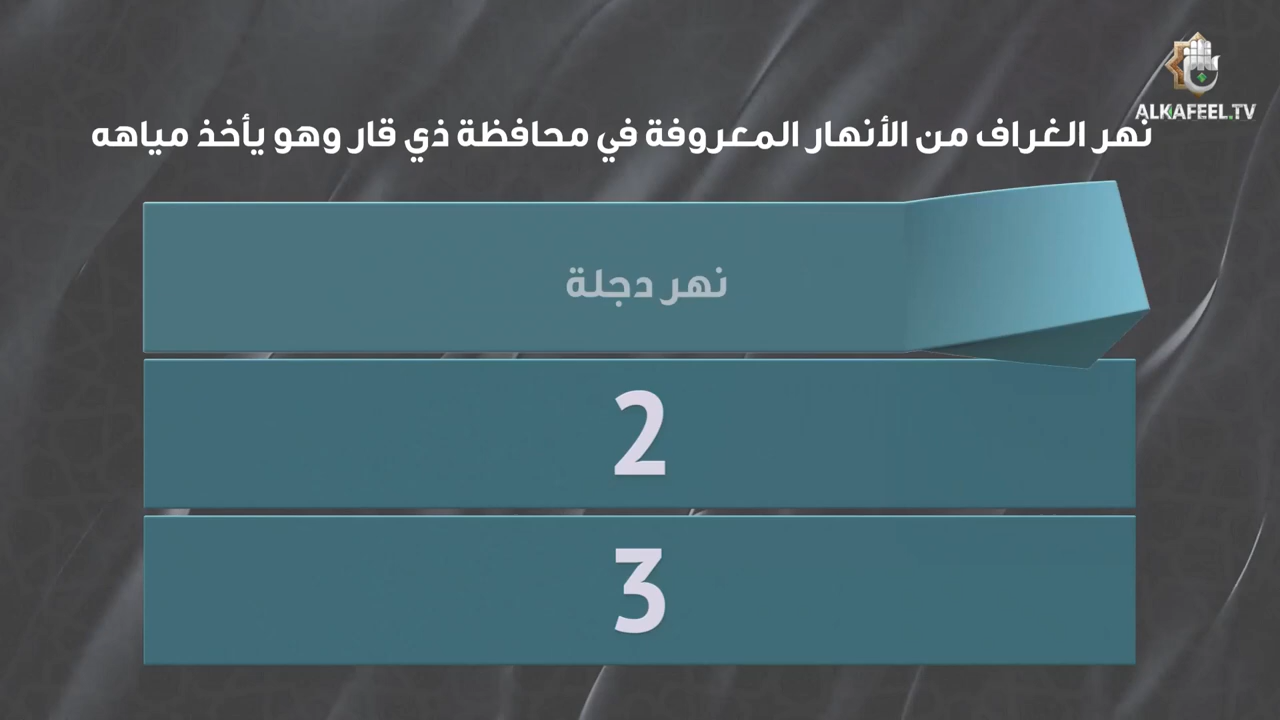 ALKAFEEL.TV
نهر الغراف من الأنهار المعروفة في محافظة ذي قار وهو يأخذ مياهه
نهر دجلة
2
3